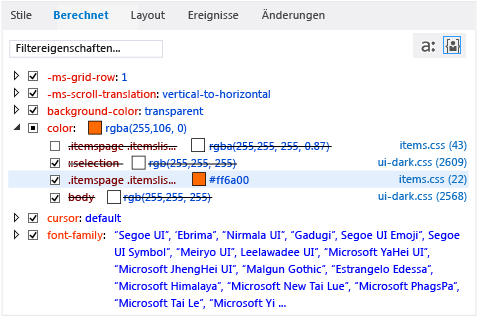 Stile Berechnet Layout Ereignisse Änderungen
Filtereigenschaften... a:
-ms-grid-row: 1
-ms-scroll-translation: vertical-to-horizontal
background-color: transparent
color: rgba(255,106, 0)
.itemspage .itemslis... rgba(255,255, 255, 0.87) items.css (43)
::selection rgb(255,255, 255) ui-dark.css (2609)
.itemspage .itemslis... #ff6a00 items.css (22)
body rgb(255,255, 255) ui-dark.css (2568)
cursor: default
font-family: "Segoe UI", "Ebrima", "Nirmala UI", "Gadugi", Segoe UI Emoji", Segoe
UI Symbol", "Meiryo UI", Leelawadee UI", "Microsoft YaHei UI",
"Microsoft JhengHei UI", "Malgun Gothic", "Estrangelo Edessa",
"Microsoft Himalaya", "Microsoft New Tai Lue", "Microsoft PhagsPa",
"Microsoft Tai Le", "Microsoft Yi ...